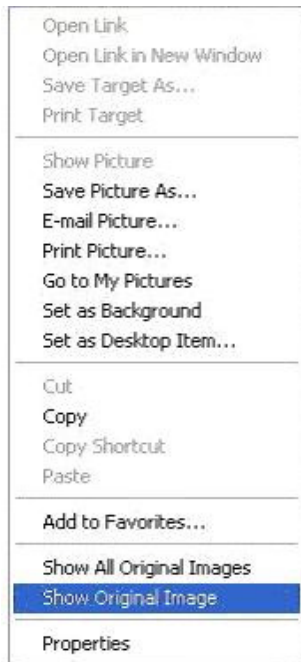 Open Link
Open Link in New Window
Save Target As...
Print Target
Show Picture
Save Picture As...
E-mail Picture...
Print Picture...
Go to My Pictures
Set as Background
Set as Desktop Item...
Cut
Copy
Copy Shortcut
Paste
Add to Favorites...
Show All Original Images
Show Original Image
Properties